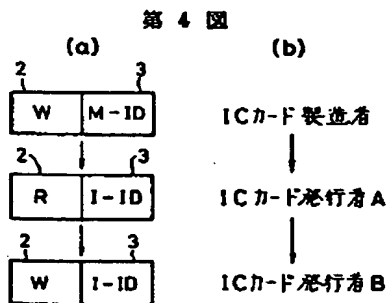 第 4 図
(a) (b)
2 3
W M-ID ICカード製造者
2 3
R I-ID ICカード発行者A
2 3
W I-ID ICカード発行者B